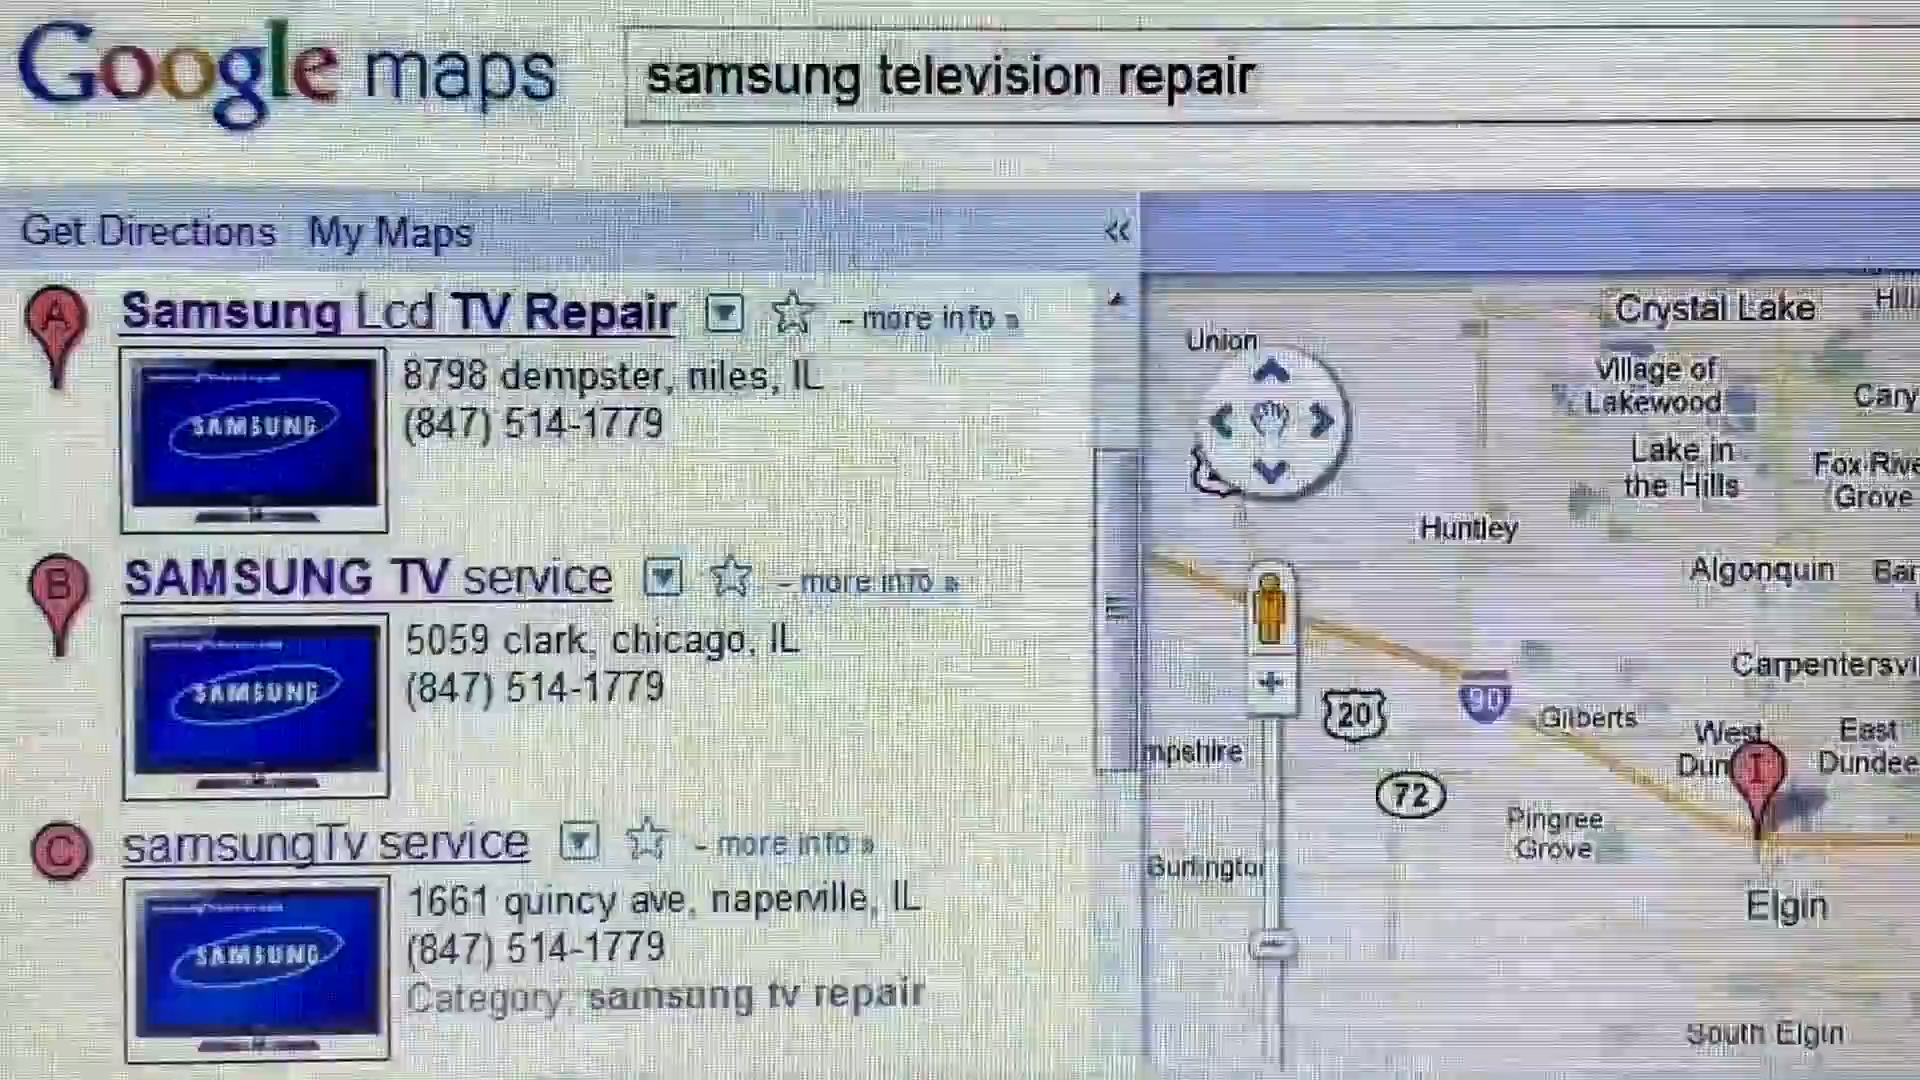 Google maps
samsung television repair
Get Directions My Maps
«
A
Samsung Lcd TV Repair - more info »
SAMSUNG
8798 dempster, niles, IL
(847) 514-1779
B
SAMSUNG TV service - more info »
SAMSUNG
5059 clark, chicago, IL
(847) 514-1779
C
samsungTv service - more info »
SAMSUNG
1661 quincy ave, naperville, IL
(847) 514-1779
Category: samsung tv repair
Crystal Lake
Union
Village of
Lakewood
Cary
Lake in
the Hills
Fox Rive
Grove
Huntley
Algonquin
Bar
Carpentersvi
90
20
Gilberts
West
Dun
I
East
Dundee
mpshire
72
Pingree
Grove
Burlington
Elgin
South Elgin